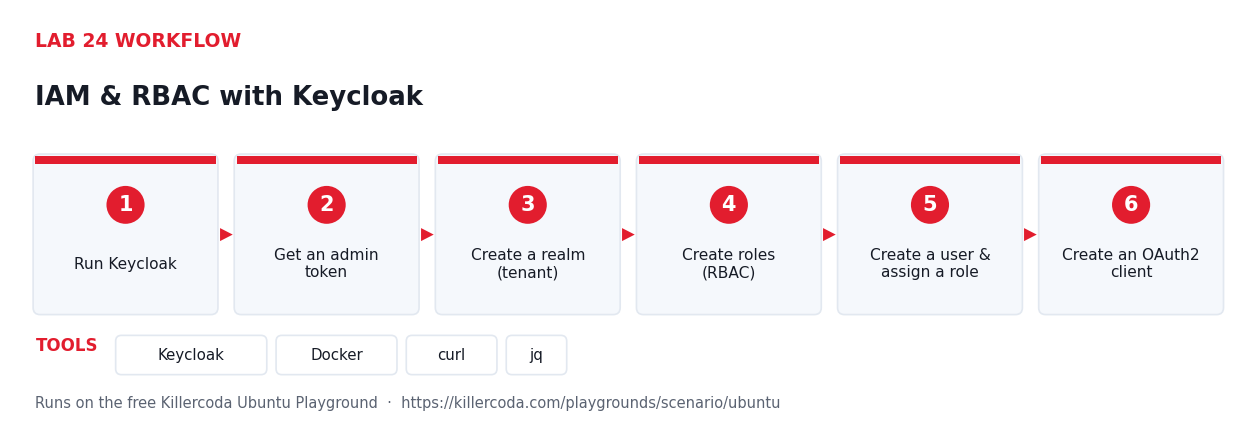 LAB 24 WORKFLOW
IAM & RBAC with Keycloak
1
Run Keycloak
2
Get an admin
token
3
Create a realm
(tenant)
4
Create roles
(RBAC)
5
Create a user &
assign a role
6
Create an OAuth2
client
TOOLS
Keycloak
Docker
curl
jq
Runs on the free Killercoda Ubuntu Playground · https://killercoda.com/playgrounds/scenario/ubuntu